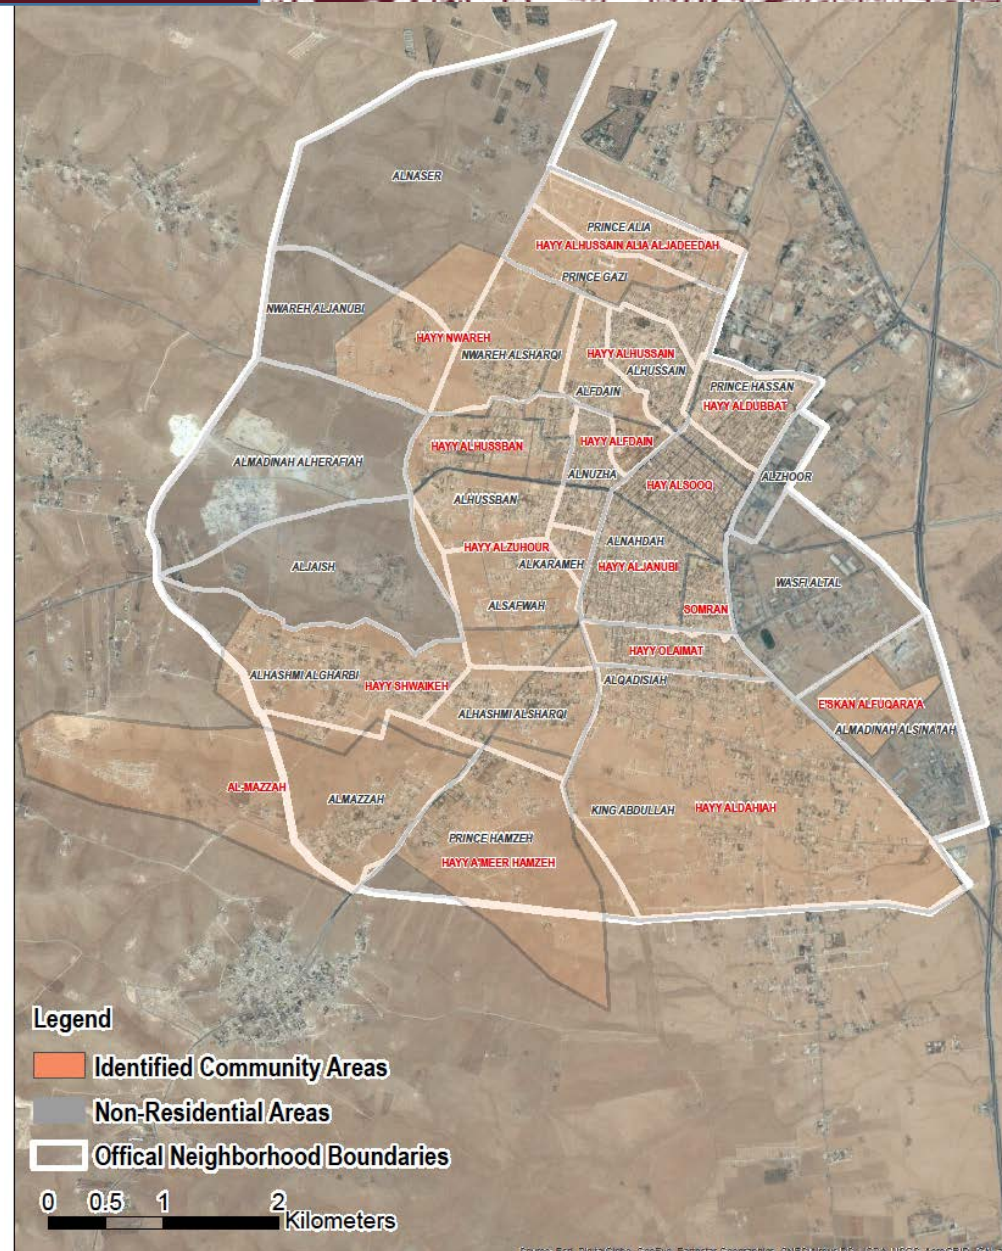 ALNASER
PRINCE ALIA
HAYY ALHUSSAIN ALIA ALJADEEDAH
PRINCE GAZI
NWAREH ALJANUBI
HAYY NWAREH
NWAREH ALSHARQI
HAYY ALHUSSAIN
ALHUSSAIN
PRINCE HASSAN
ALFDAIN
HAYY ALDUBBAT
HAYY ALHUSSBAN
HAYY ALFDAIN
ALMADINAH ALHERAFIAH
ALNUZHA
ALZHOOR
HAY ALSOOQ
ALHUSSBAN
ALNAHDAH
HAYY ALZUHOUR
ALKARAMEH
HAYY ALJANUBI
ALJAISH
WASFI ALTAL
ALSAFWAH
SOMRAN
HAYY OLAIMAT
ALHASHMI ALGHARBI
ALQADISIAH
HAYY SHWAIKEH
E'SKAN ALFUQARA'A
ALHASHMI ALSHARQI
ALMADINAH ALSINA'IAH
AL-MAZZAH
ALMAZZAH
KING ABDULLAH
HAYY ALDAHIAH
PRINCE HAMZEH
HAYY A'MEER HAMZEH
Legend
Identified Community Areas
Non-Residential Areas
Offical Neighborhood Boundaries
0 0.5 1 2
Kilometers